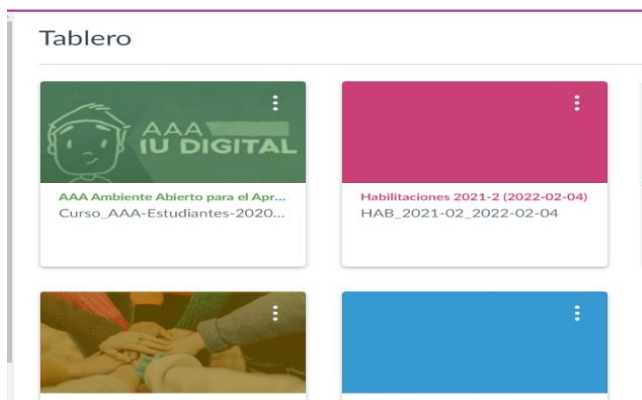 Tablero
AAA
IU DIGITAL
AAA Ambiente Abierto para el Apr...
Curso_AAA-Estudiantes-2020...
Habilitaciones 2021-2 (2022-02-04)
HAB_2021-02_2022-02-04